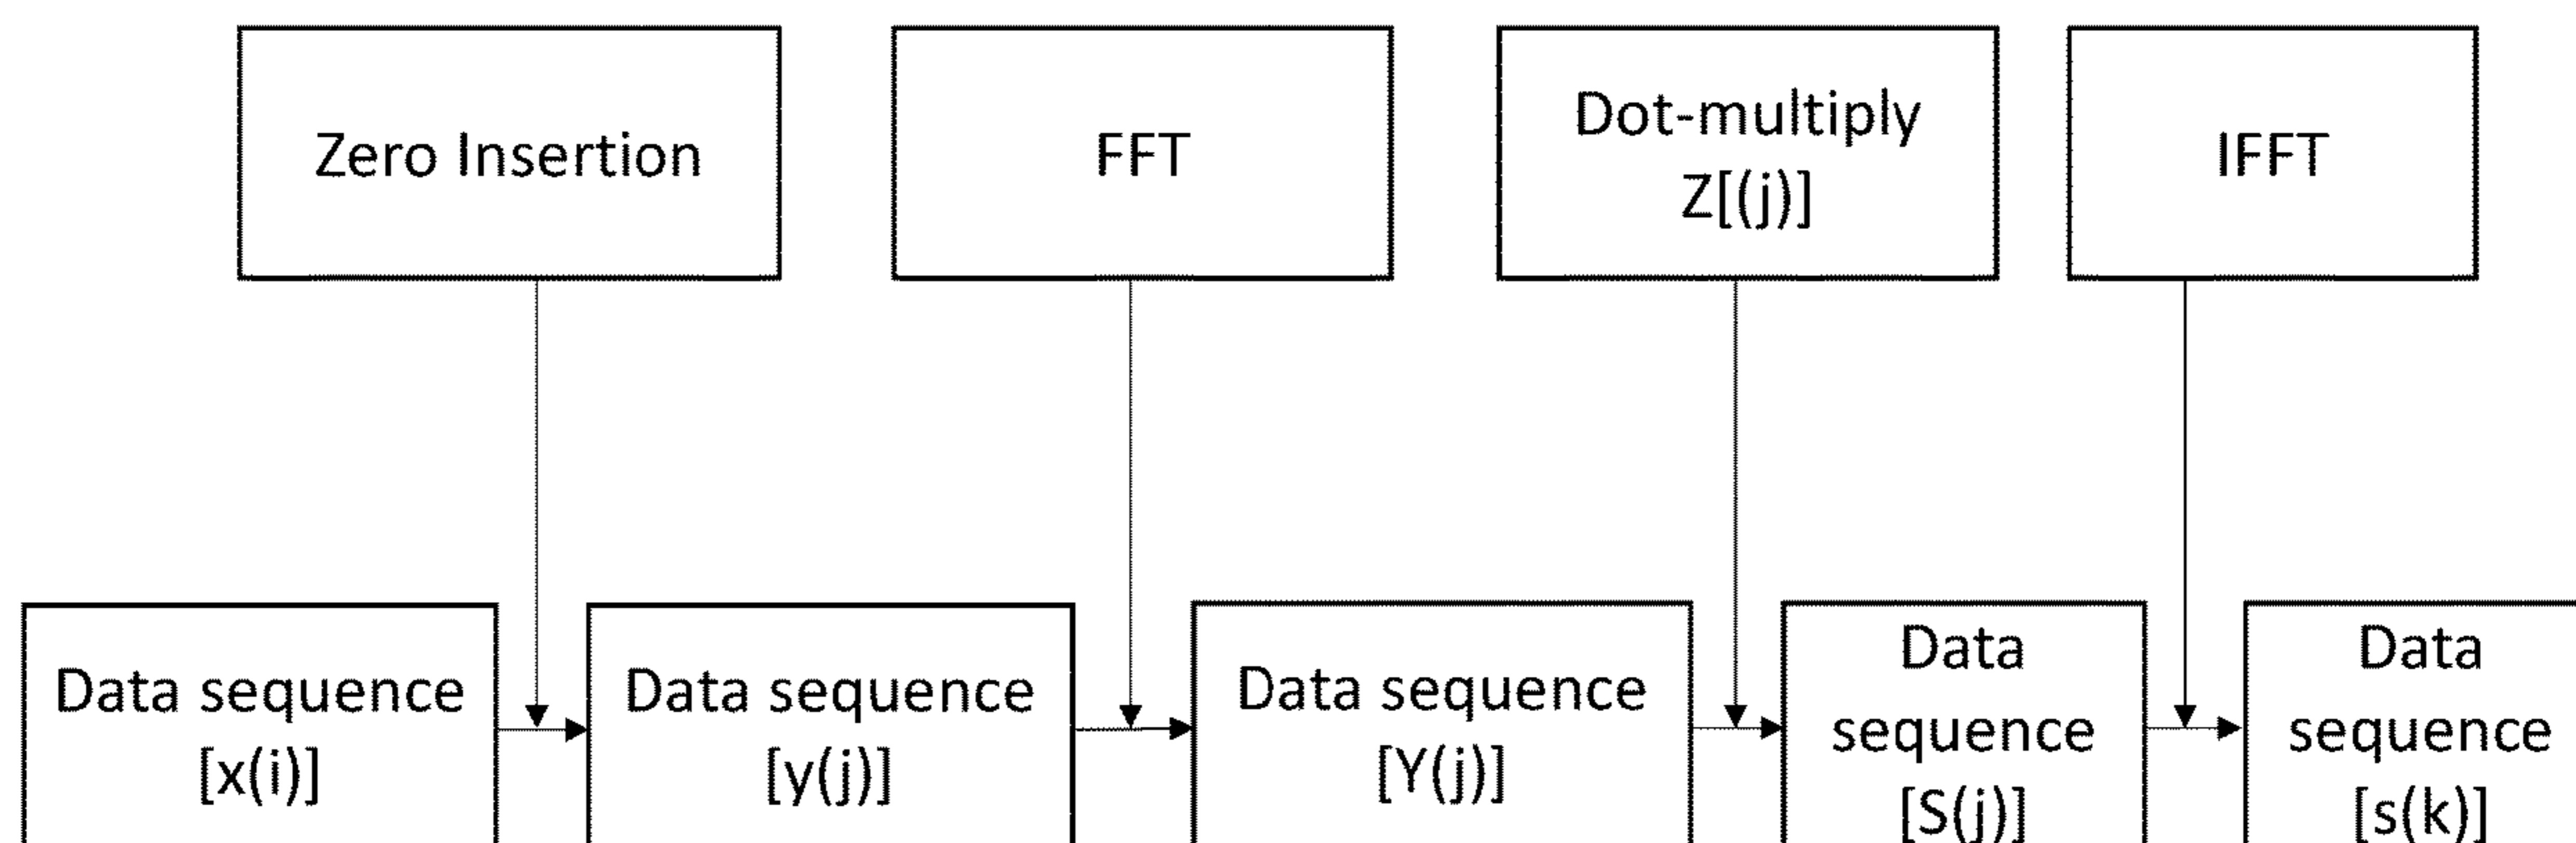 Zero Insertion
FFT
Dot-multiply
Z[(j)]
IFFT
Data sequence
[x(i)]
Data sequence
[y(j)]
Data sequence
[Y(j)]
Data
sequence
[S(j)]
Data
sequence
[s(k)]